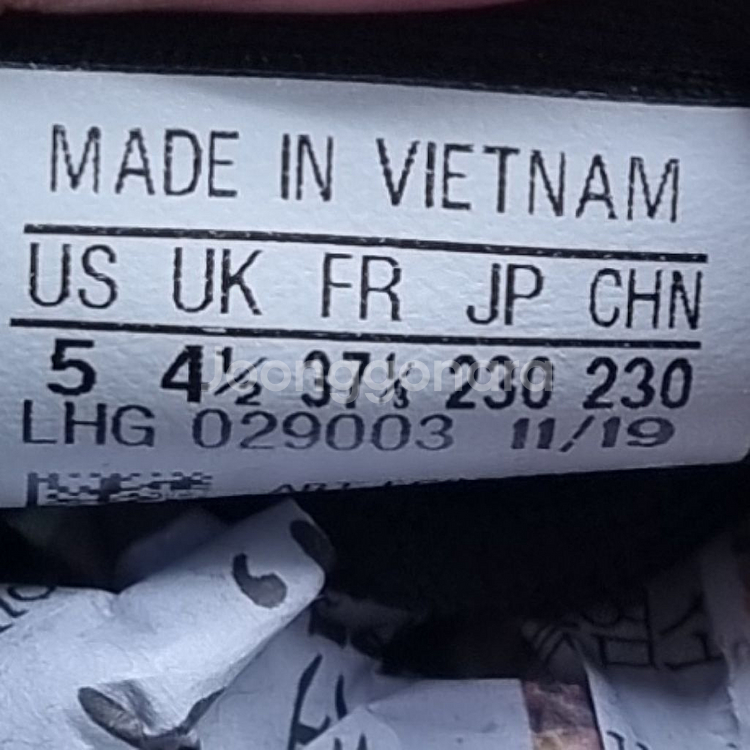 MADE IN VIETNAM
US UK FR JP CHN
5 4½ 37⅓ 230 230
Joonggonara
LHG 029003 11/19